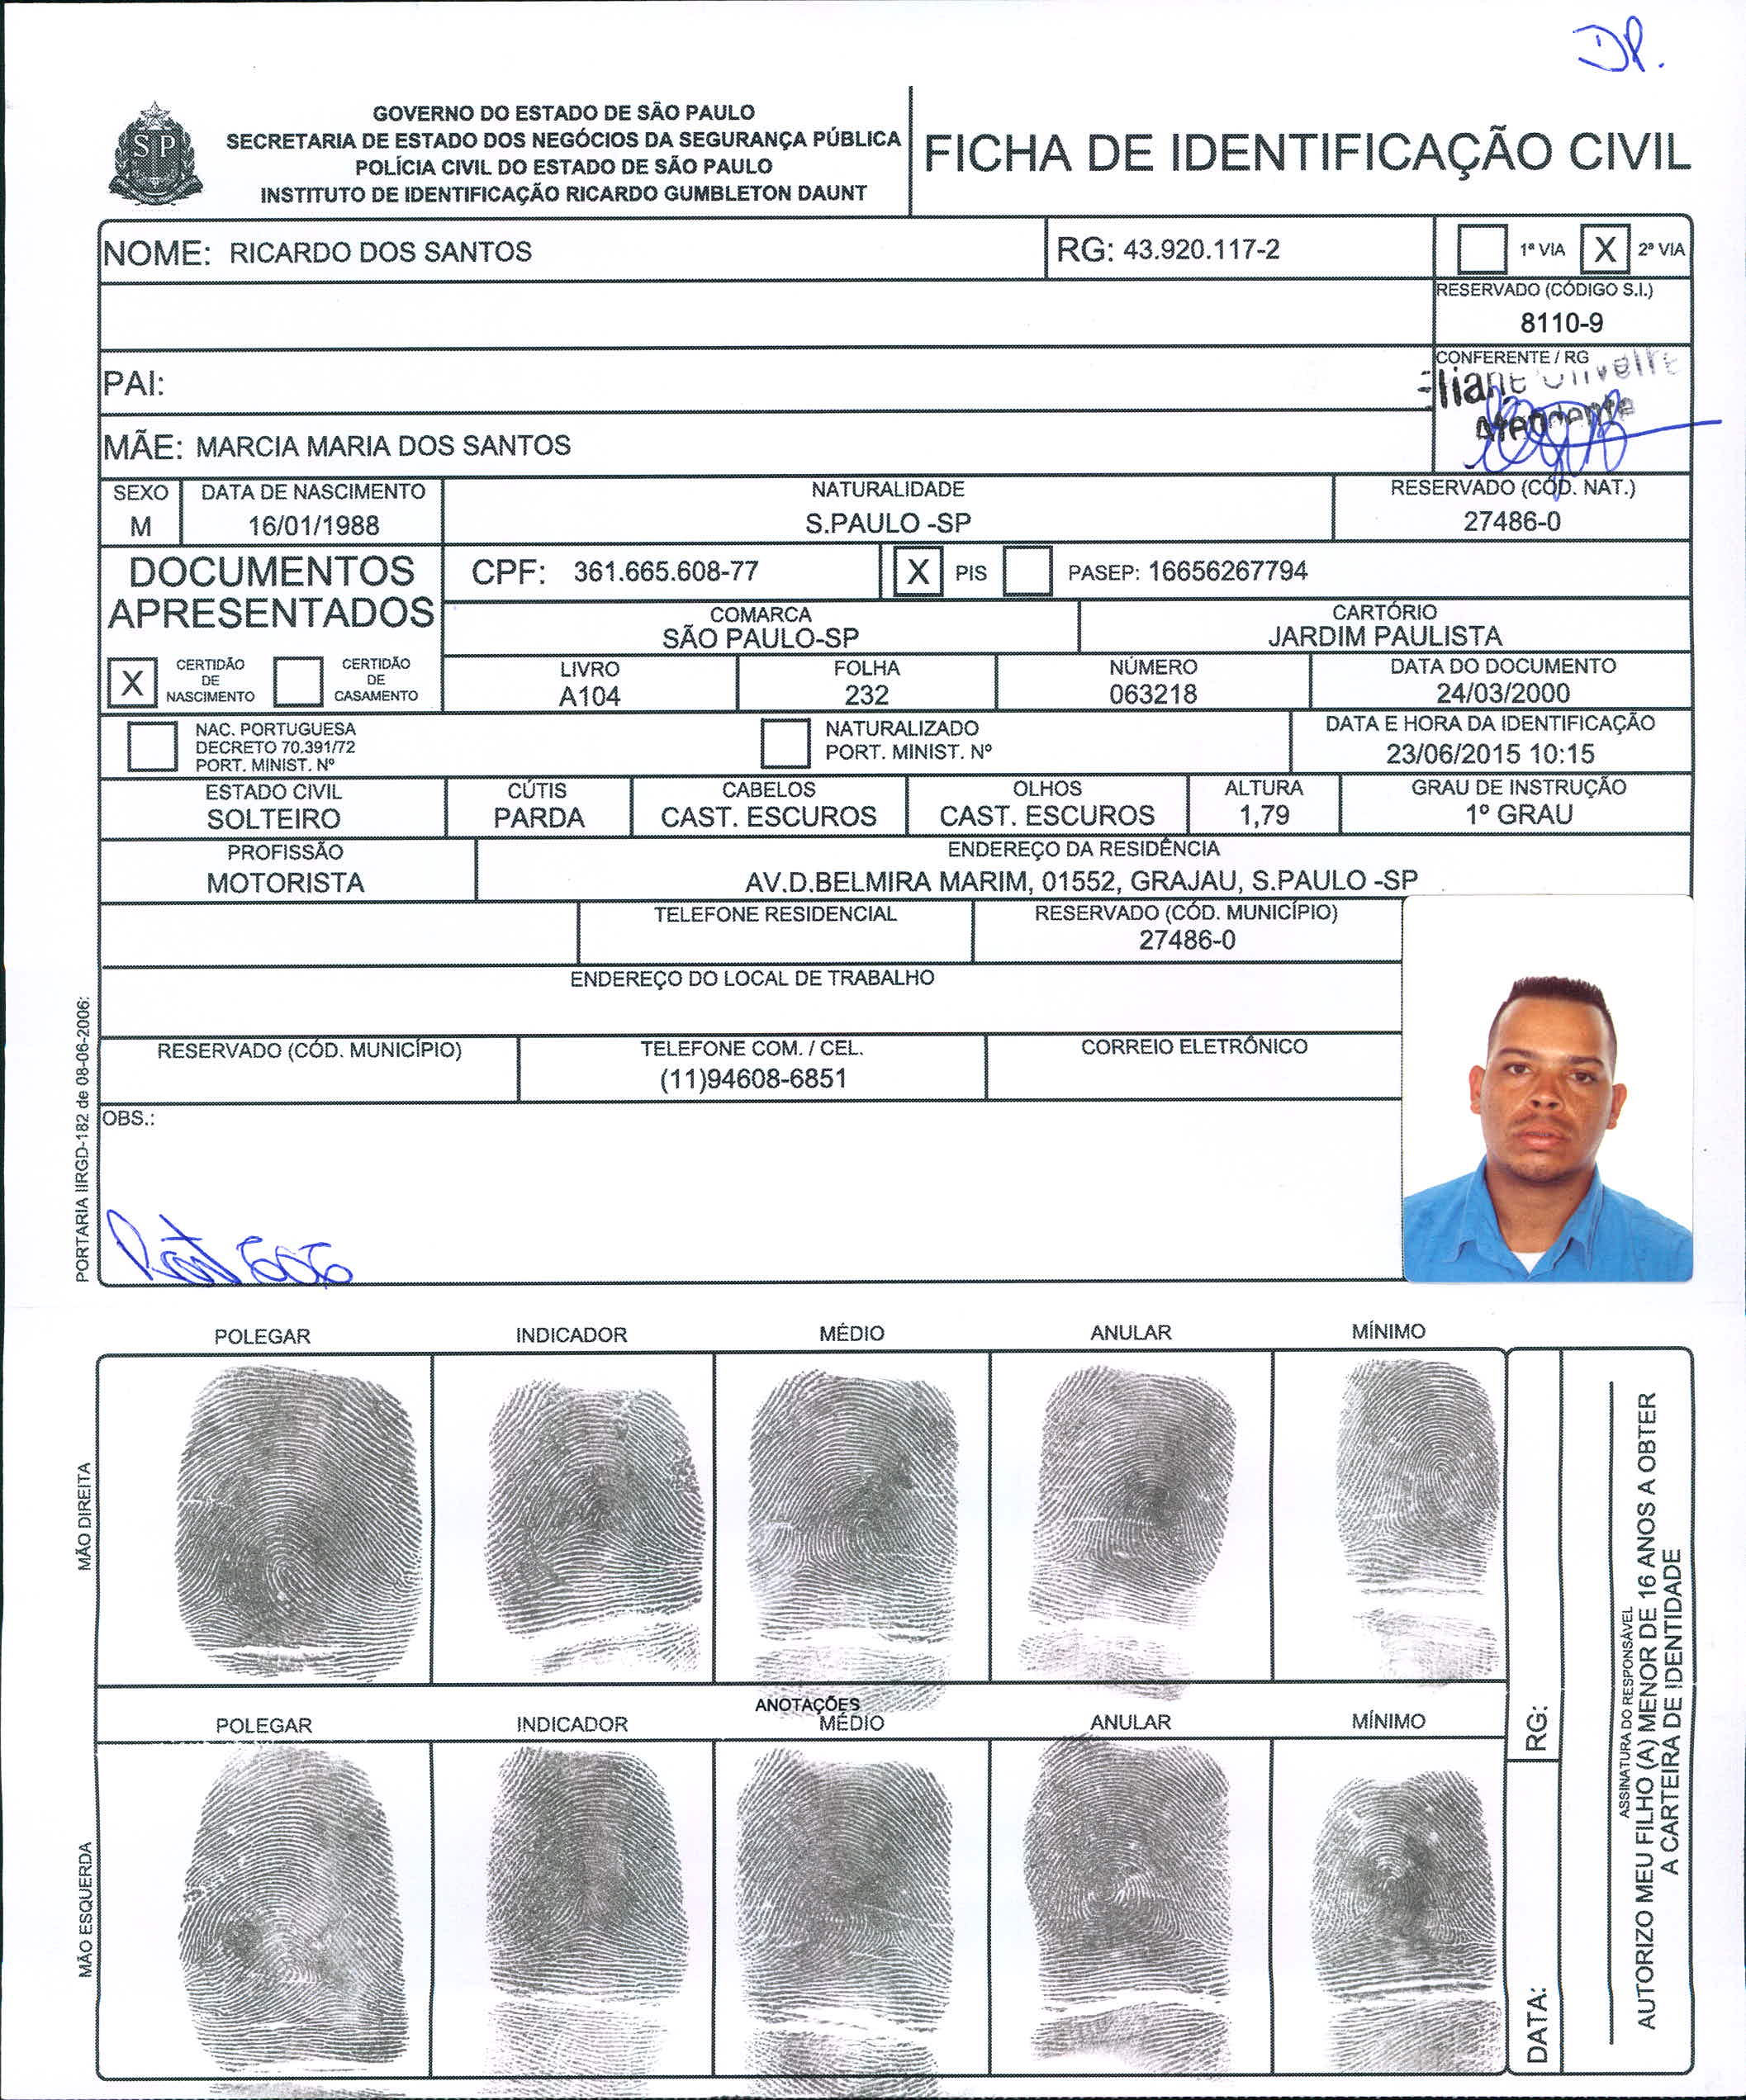 DP.
GOVERNO DO ESTADO DE SÃO PAULO
SECRETARIA DE ESTADO DOS NEGÓCIOS DA SEGURANÇA PÚBLICA
POLÍCIA CIVIL DO ESTADO DE SÃO PAULO
INSTITUTO DE IDENTIFICAÇÃO RICARDO GUMBLETON DAUNT
SP
FICHA DE IDENTIFICAÇÃO CIVIL
NOME: RICARDO DOS SANTOS
RG: 43.920.117-2
1ª VIA X 2ª VIA
RESERVADO (CÓDIGO S.I.)
8110-9
PAI:
CONFERENTE / RG
Oliveira
Atendente
MÃE: MARCIA MARIA DOS SANTOS
SEXO DATA DE NASCIMENTO NATURALIDADE RESERVADO (COD. NAT.)
M 16/01/1988 S.PAULO -SP 27486-0
DOCUMENTOS
APRESENTADOS
CPF: 361.665.608-77 X PIS PASEP: 16656267794
COMARCA CARTÓRIO
SÃO PAULO-SP JARDIM PAULISTA
X CERTIDÃO DE NASCIMENTO
CERTIDÃO DE CASAMENTO
LIVRO FOLHA NÚMERO DATA DO DOCUMENTO
A104 232 063218 24/03/2000
NAC. PORTUGUESA
DECRETO 70.391/72
PORT. MINIST. Nº
NATURALIZADO
PORT. MINIST. Nº
DATA E HORA DA IDENTIFICAÇÃO
23/06/2015 10:15
ESTADO CIVIL CÚTIS CABELOS OLHOS ALTURA GRAU DE INSTRUÇÃO
SOLTEIRO PARDA CAST. ESCUROS CAST. ESCUROS 1,79 1º GRAU
PROFISSÃO ENDEREÇO DA RESIDÊNCIA
MOTORISTA AV.D.BELMIRA MARIM, 01552, GRAJAU, S.PAULO -SP
TELEFONE RESIDENCIAL RESERVADO (CÓD. MUNICÍPIO)
27486-0
ENDEREÇO DO LOCAL DE TRABALHO
RESERVADO (CÓD. MUNICÍPIO) TELEFONE COM. / CEL. CORREIO ELETRÔNICO
(11)94608-6851
OBS.:
PORTARIA IIRGD-182 de 08-06-2006:
POLEGAR INDICADOR MÉDIO ANULAR MÍNIMO
MÃO DIREITA
ANOTAÇÕES
POLEGAR INDICADOR MÉDIO ANULAR MÍNIMO
MÃO ESQUERDA
RG:
DATA:
ASSINATURA DO RESPONSÁVEL
AUTORIZO MEU FILHO (A) MENOR DE 16 ANOS A OBTER
A CARTEIRA DE IDENTIDADE